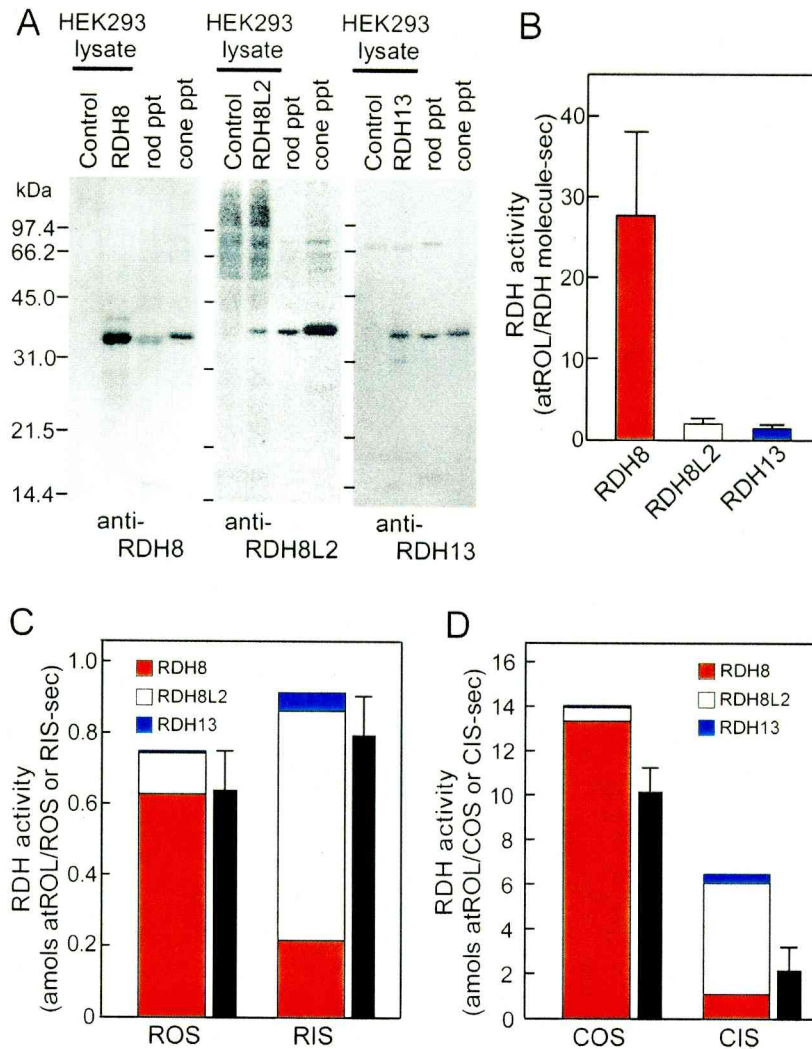 A
HEK293 lysate
HEK293 lysate
HEK293 lysate
Control
RDH8
rod ppt
cone ppt
Control
RDH8L2
rod ppt
cone ppt
Control
RDH13
rod ppt
cone ppt
kDa
97.4
66.2
45.0
31.0
21.5
14.4
anti-RDH8
anti-RDH8L2
anti-RDH13
B
RDH activity
(atROL/RDH molecule-sec)
40
30
20
10
0
RDH8
RDH8L2
RDH13
C
RDH activity
(amols atROL/ROS or RIS-sec)
1.0
0.8
0.6
0.4
0.2
0
RDH8
RDH8L2
RDH13
ROS
RIS
D
RDH activity
(amols atROL/COS or CIS-sec)
16
14
12
10
8
6
4
2
0
RDH8
RDH8L2
RDH13
COS
CIS